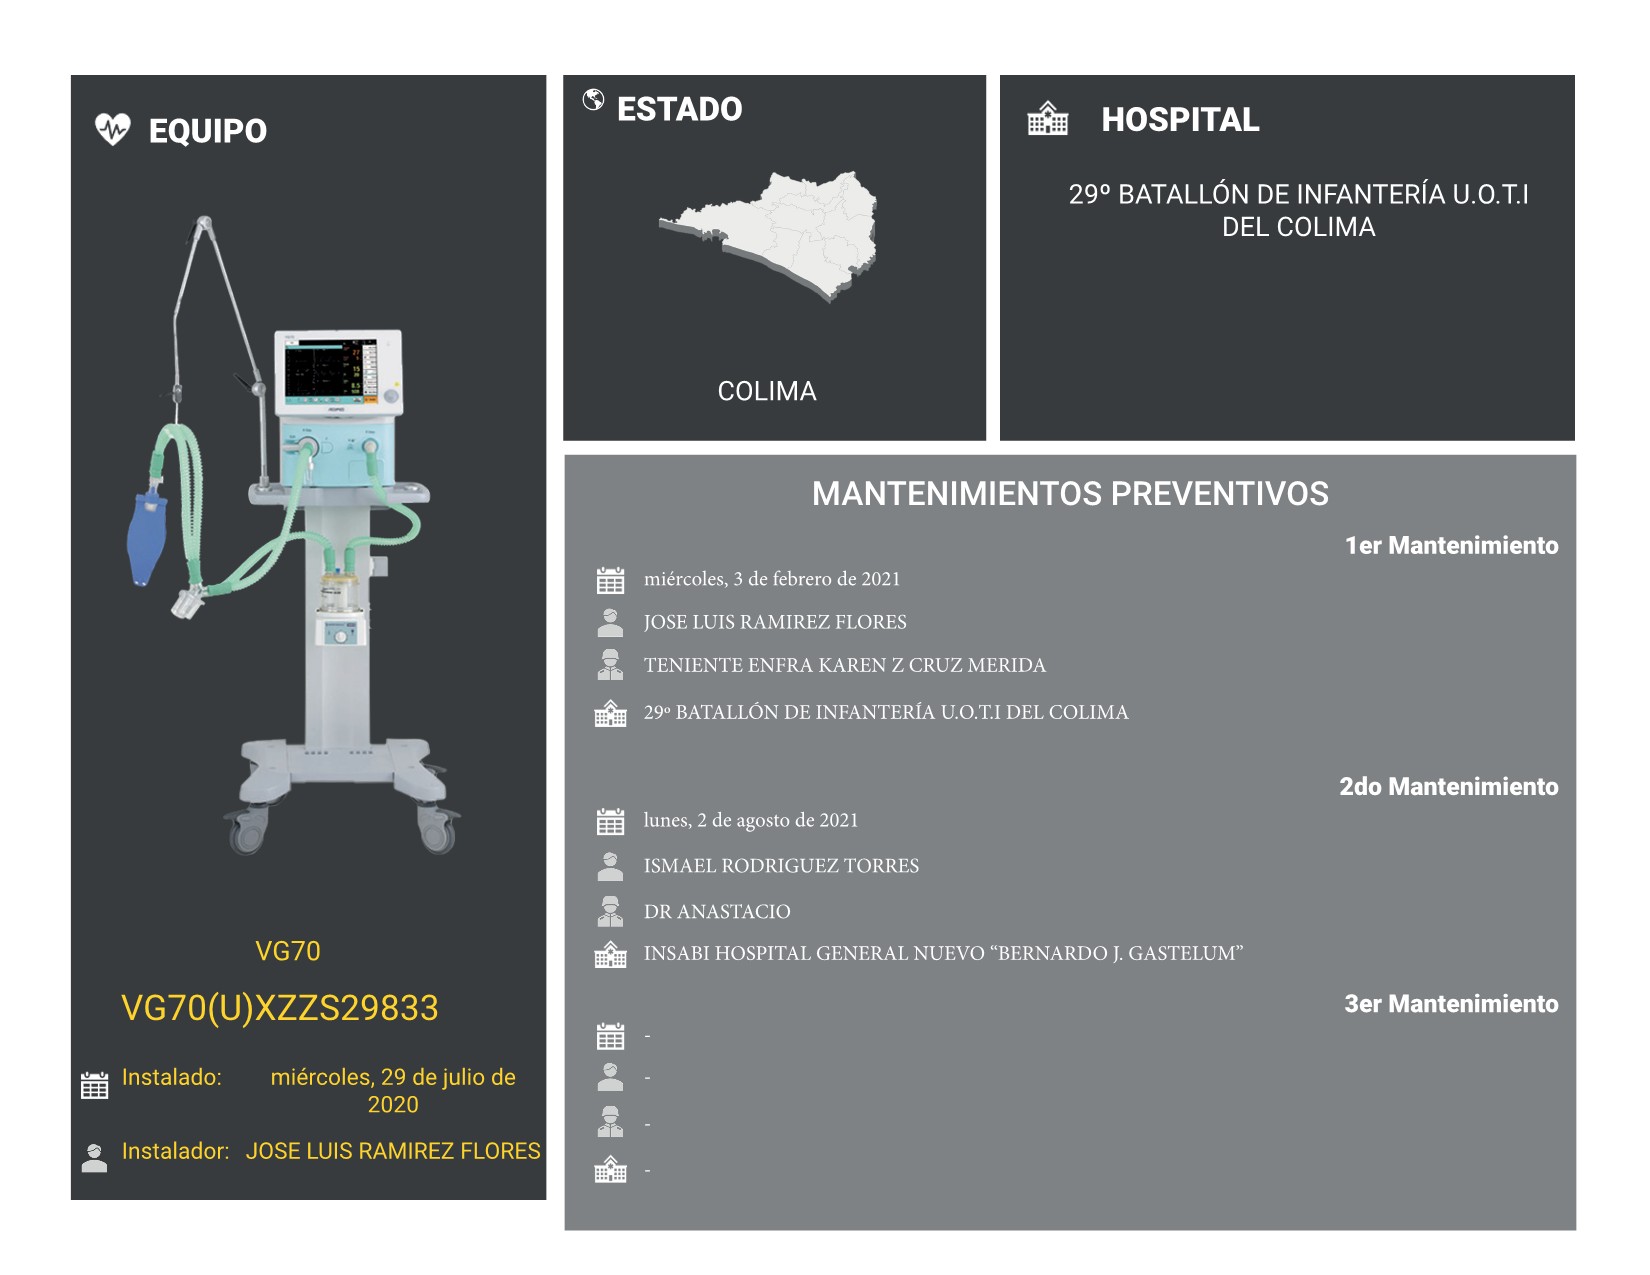 EQUIPO
VG70
VG70(U)XZZS29833
Instalado: miércoles, 29 de julio de
2020
Instalador: JOSE LUIS RAMIREZ FLORES
ESTADO
COLIMA
HOSPITAL
29º BATALLÓN DE INFANTERÍA U.O.T.I
DEL COLIMA
MANTENIMIENTOS PREVENTIVOS
1er Mantenimiento
miércoles, 3 de febrero de 2021
JOSE LUIS RAMIREZ FLORES
TENIENTE ENFRA KAREN Z CRUZ MERIDA
29º BATALLÓN DE INFANTERÍA U.O.T.I DEL COLIMA
2do Mantenimiento
lunes, 2 de agosto de 2021
ISMAEL RODRIGUEZ TORRES
DR ANASTACIO
INSABI HOSPITAL GENERAL NUEVO “BERNARDO J. GASTELUM”
3er Mantenimiento
-
-
-
-